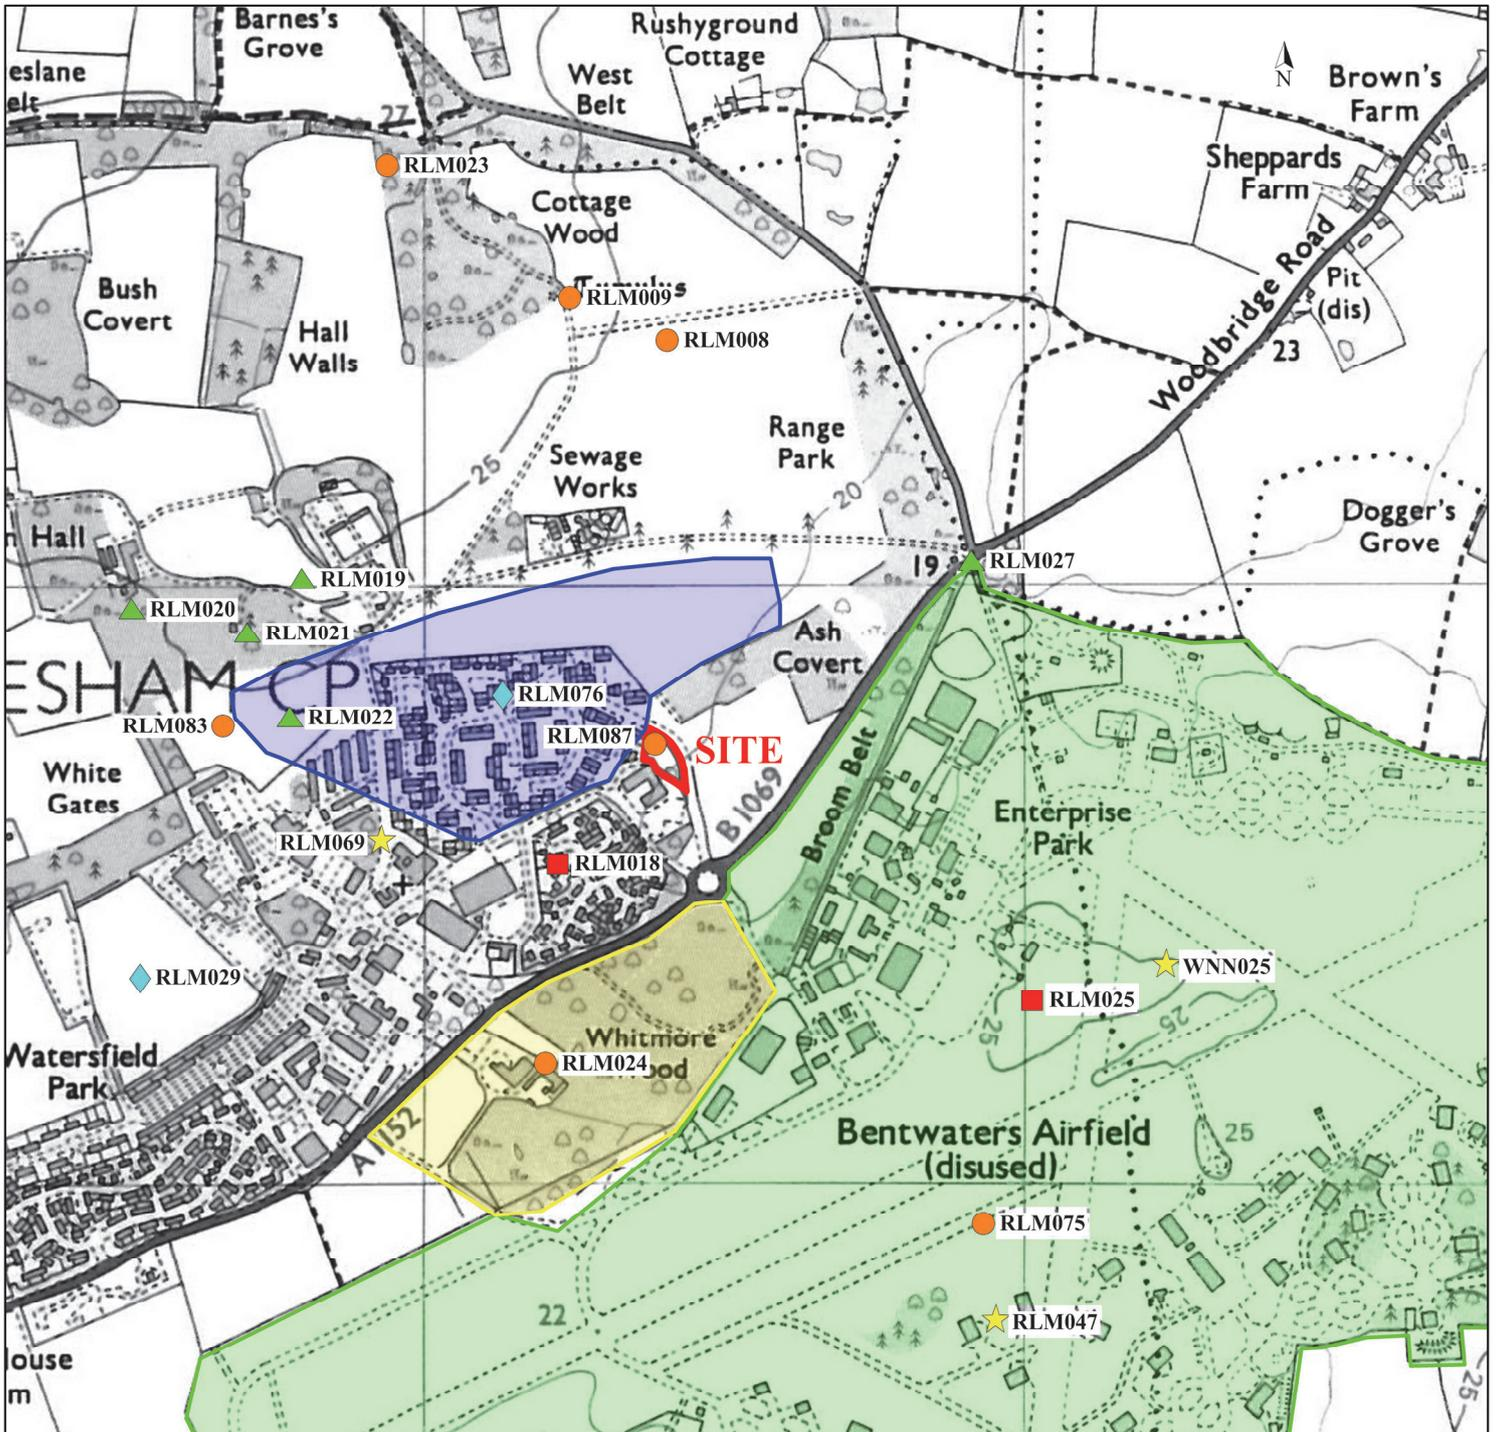 Barnes's
Grove
Rushyground
Cottage
N
eslane
elt
West
Belt
Brown's
Farm
27
Sheppards
Farm
RLM023
Cottage
Wood
Woodbridge Road
Pit
(dis)
Bush
Covert
RLM009
Hall
Walls
RLM008
23
Range
Park
Sewage
Works
25
20
Hall
Dogger's
Grove
19
RLM027
RLM019
RLM020
RLM021
Ash
Covert
ESHAM CP
RLM076
RLM083
RLM022
RLM087
SITE
White
Gates
B 1069
Broom Belt
Enterprise
Park
RLM069
RLM018
RLM029
WNN025
RLM025
25
25
Whitmore
RLM024
Watersfield
Park
A 1152
Bentwaters Airfield
(disused)
25
RLM075
22
RLM047
ouse
m
25